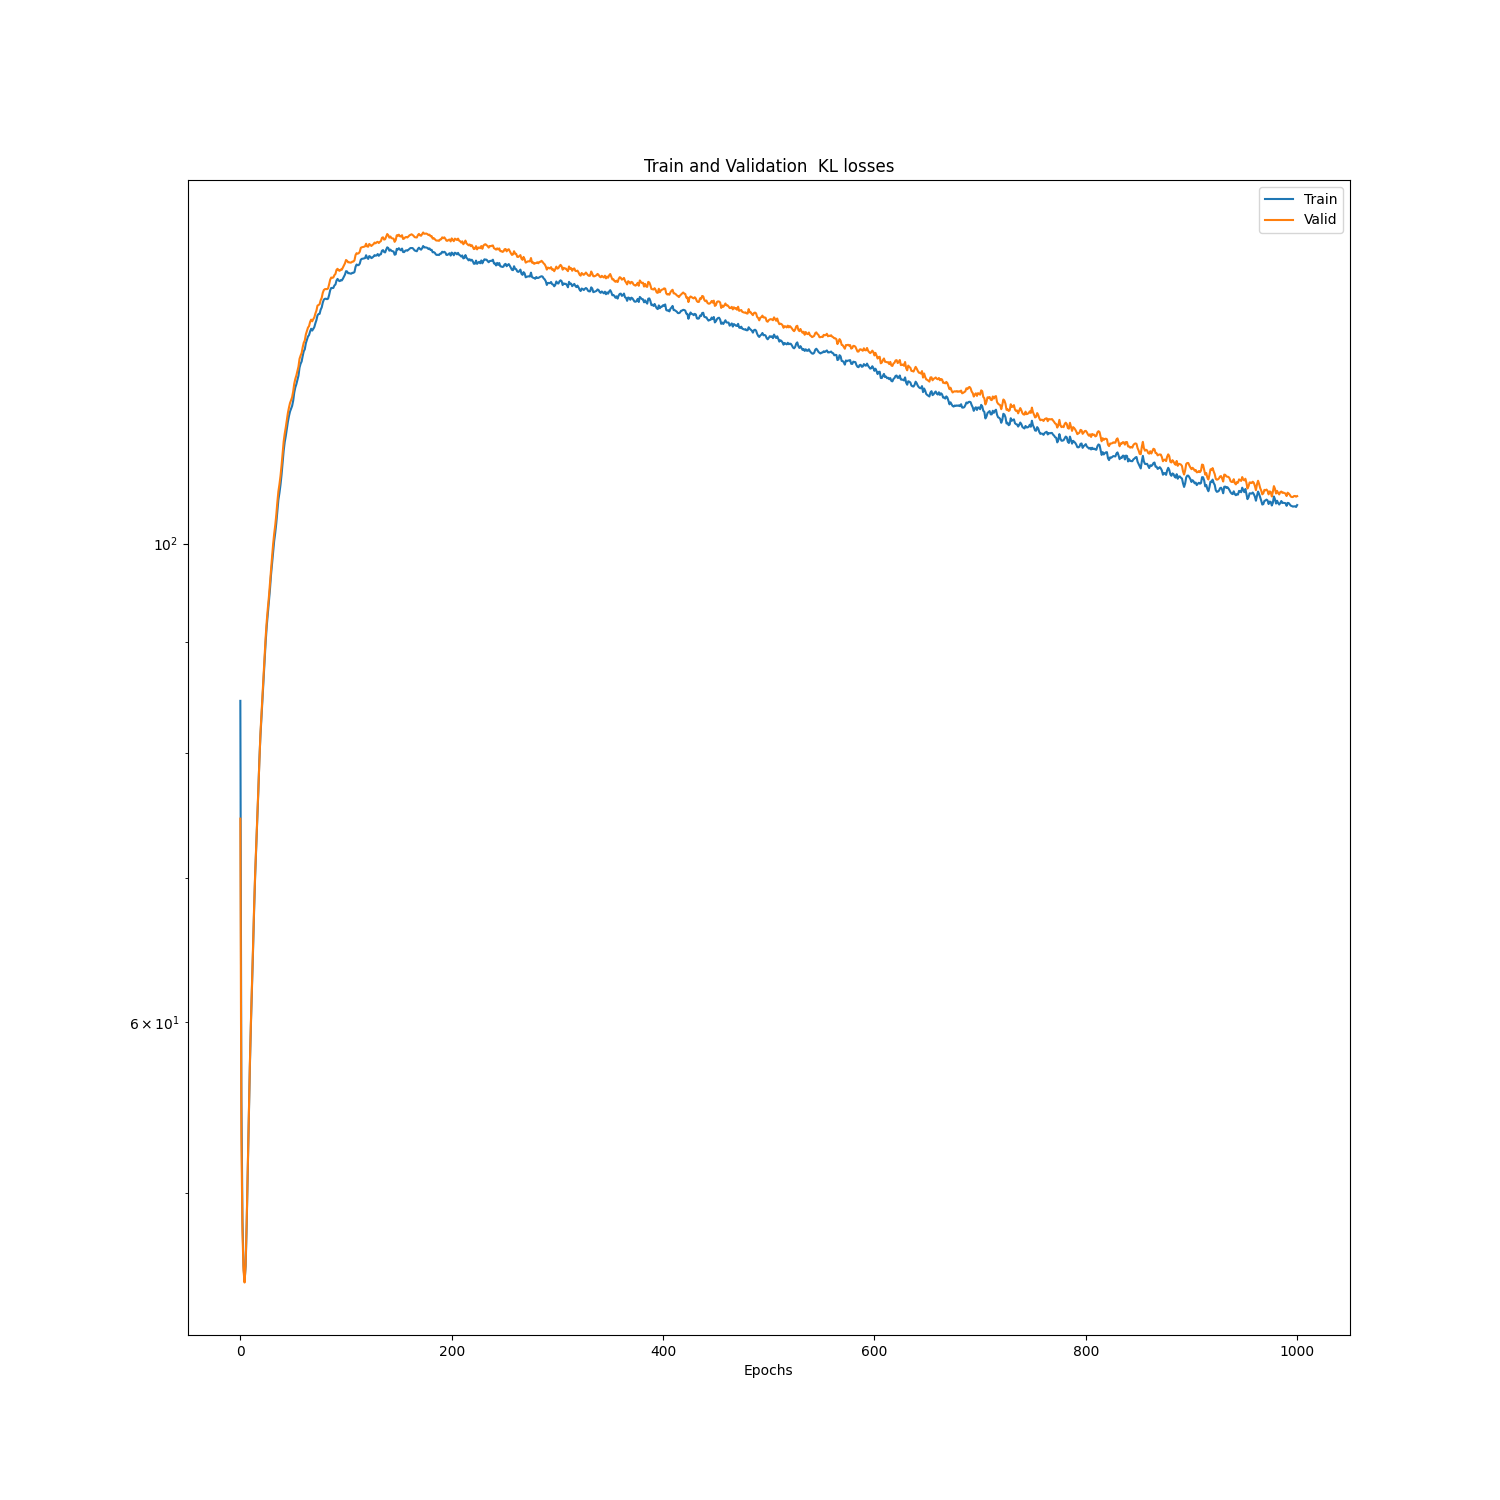 Train and Validation  KL losses
Train
Valid
10²
6 × 10¹
0 200 400 600 800 1000
Epochs